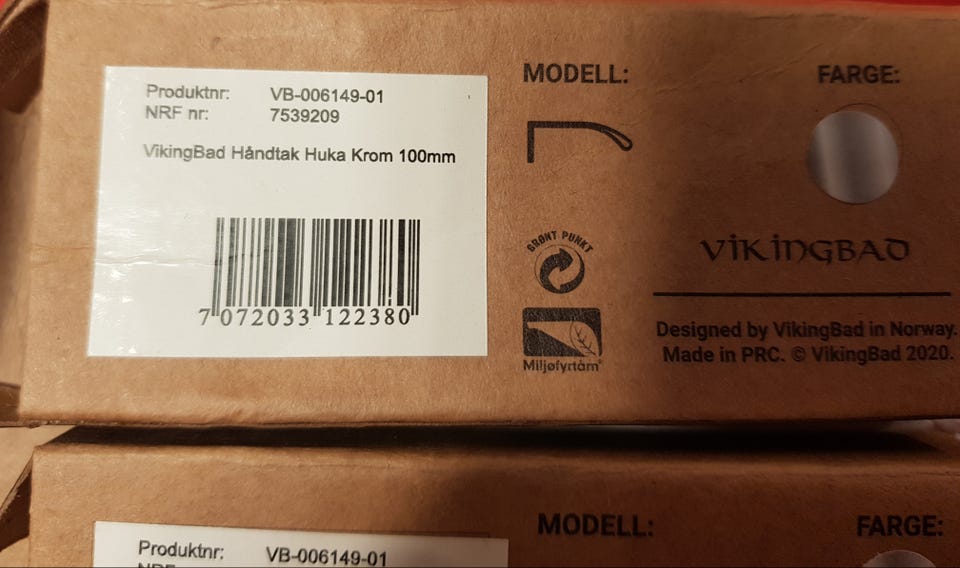 Produktnr: VB-006149-01
NRF nr: 7539209
VikingBad Håndtak Huka Krom 100mm
7 072033 122380
MODELL:
FARGE:
GRØNT PUNKT
Miljøfyrtårn
VIKINGBAD
Designed by VikingBad in Norway.
Made in PRC. © VikingBad 2020.
MODELL:
FARGE:
Produktnr: VB-006149-01
NRF